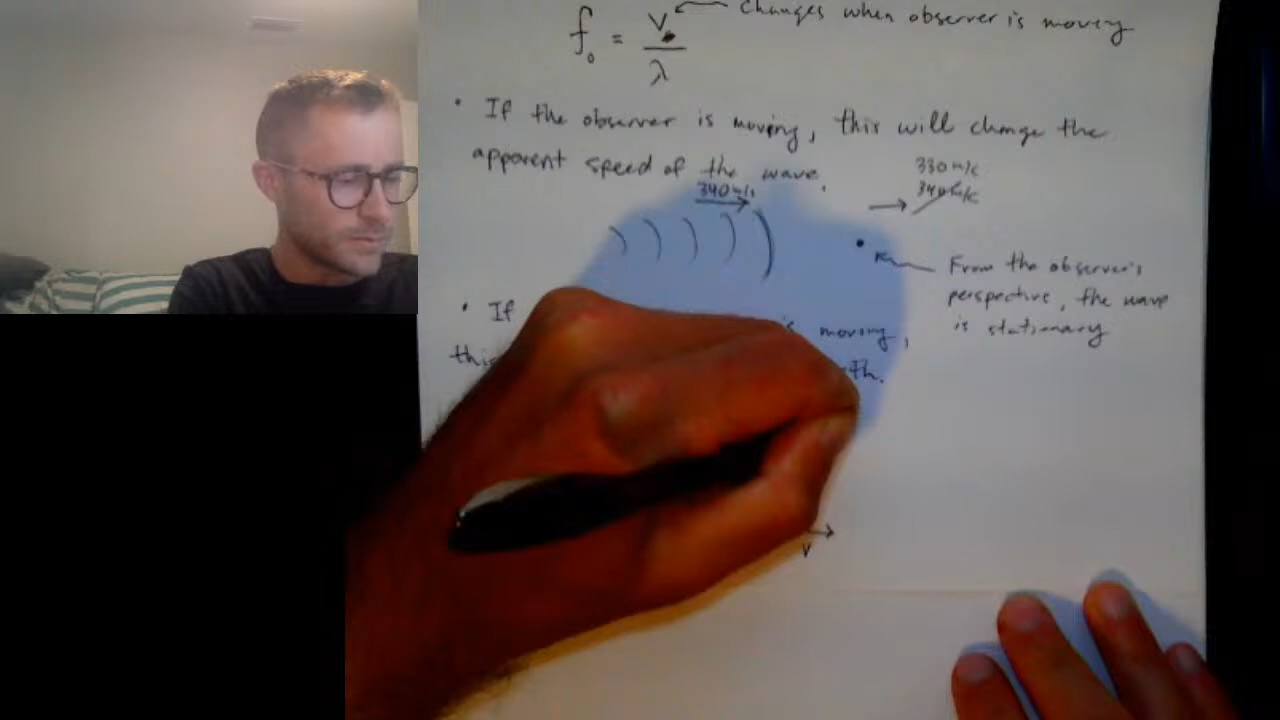 f₀ = v/λ changes when observer is moving
• If the observer is moving, this will change the
apparent speed of the wave.
340 m/s
330 m/s
From the observer's
perspective, the wave
is stationary
• If is moving,
v